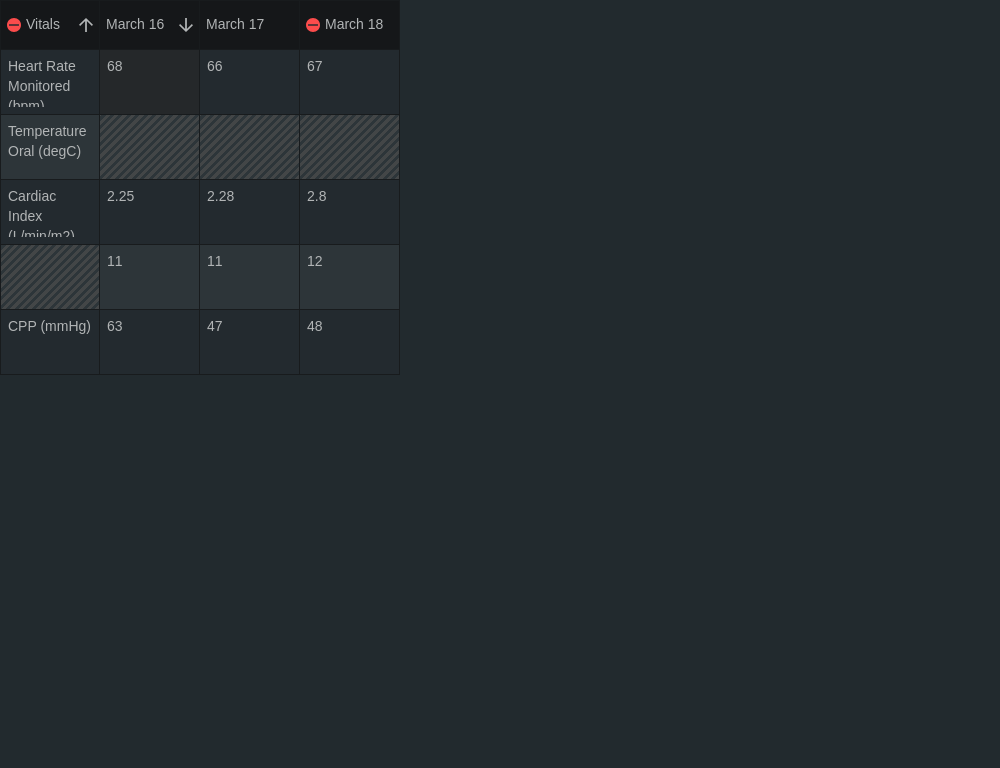 Vitals March 16 March 17 March 18
Heart Rate 68 66 67
Monitored
(bpm)
Temperature
Oral (degC)
Cardiac 2.25 2.28 2.8
Index
(L/min/m2)
11 11 12
CPP (mmHg) 63 47 48